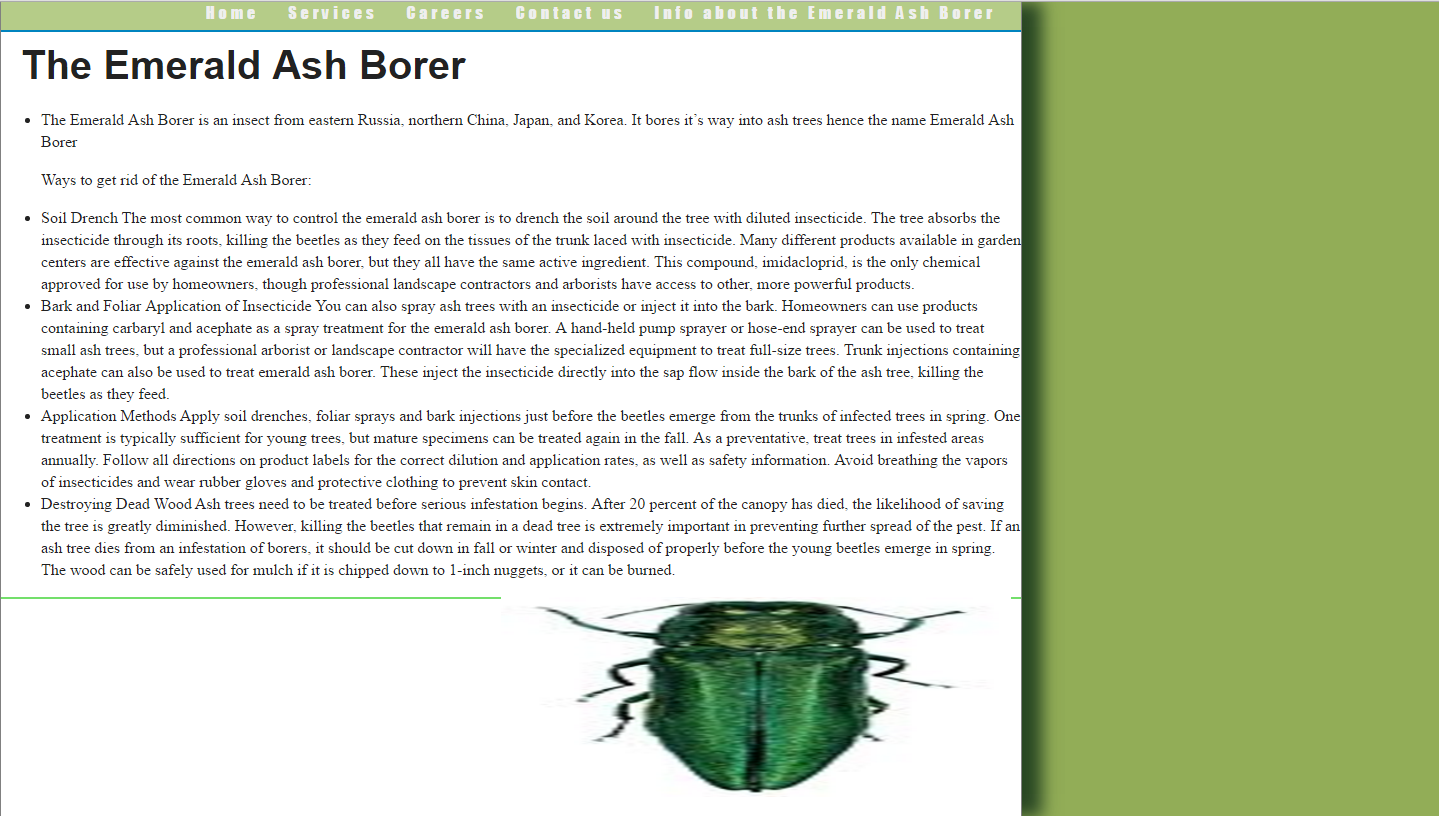 Home Services Careers Contact us Info about the Emerald Ash Borer
The Emerald Ash Borer
The Emerald Ash Borer is an insect from eastern Russia, northern China, Japan, and Korea. It bores it’s way into ash trees hence the name Emerald Ash
Borer
Ways to get rid of the Emerald Ash Borer:
Soil Drench The most common way to control the emerald ash borer is to drench the soil around the tree with diluted insecticide. The tree absorbs the
insecticide through its roots, killing the beetles as they feed on the tissues of the trunk laced with insecticide. Many different products available in garden
centers are effective against the emerald ash borer, but they all have the same active ingredient. This compound, imidacloprid, is the only chemical
approved for use by homeowners, though professional landscape contractors and arborists have access to other, more powerful products.
Bark and Foliar Application of Insecticide You can also spray ash trees with an insecticide or inject it into the bark. Homeowners can use products
containing carbaryl and acephate as a spray treatment for the emerald ash borer. A hand-held pump sprayer or hose-end sprayer can be used to treat
small ash trees, but a professional arborist or landscape contractor will have the specialized equipment to treat full-size trees. Trunk injections containing
acephate can also be used to treat emerald ash borer. These inject the insecticide directly into the sap flow inside the bark of the ash tree, killing the
beetles as they feed.
Application Methods Apply soil drenches, foliar sprays and bark injections just before the beetles emerge from the trunks of infected trees in spring. One
treatment is typically sufficient for young trees, but mature specimens can be treated again in the fall. As a preventative, treat trees in infested areas
annually. Follow all directions on product labels for the correct dilution and application rates, as well as safety information. Avoid breathing the vapors
of insecticides and wear rubber gloves and protective clothing to prevent skin contact.
Destroying Dead Wood Ash trees need to be treated before serious infestation begins. After 20 percent of the canopy has died, the likelihood of saving
the tree is greatly diminished. However, killing the beetles that remain in a dead tree is extremely important in preventing further spread of the pest. If an
ash tree dies from an infestation of borers, it should be cut down in fall or winter and disposed of properly before the young beetles emerge in spring.
The wood can be safely used for mulch if it is chipped down to 1-inch nuggets, or it can be burned.